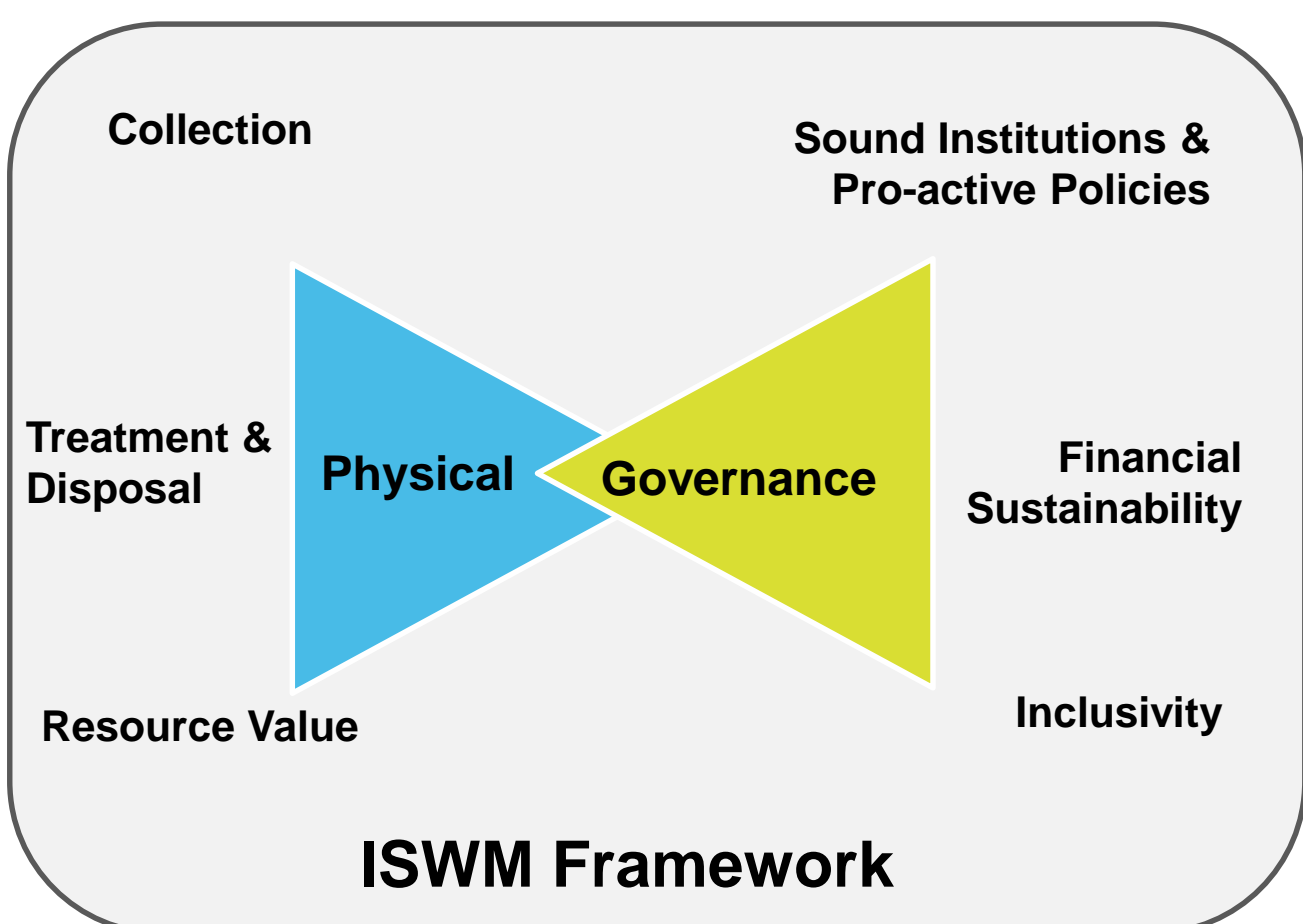 Collection
Sound Institutions &
Pro-active Policies
Treatment &
Disposal
Physical
Governance
Financial
Sustainability
Resource Value
Inclusivity
ISWM Framework